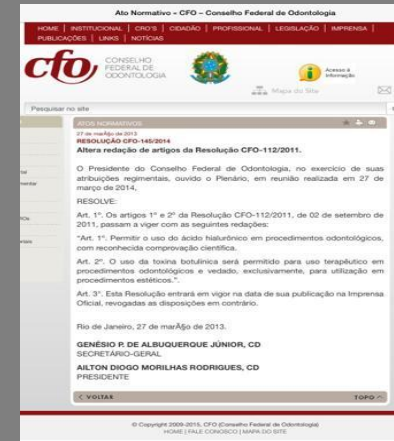 Ato Normativo – CFO – Conselho Federal de Odontologia
HOME | INSTITUCIONAL | CRO'S | CIDADÃO | PROFISSIONAL | LEGISLAÇÃO | IMPRENSA |
PUBLICAÇÕES | LINKS | NOTÍCIAS
cfo
CONSELHO
FEDERAL DE
ODONTOLOGIA
Acesso à
Informação
Mapa do Site
Pesquisar no site
ATOS NORMATIVOS
27 de março de 2013
RESOLUÇÃO CFO-145/2014
Altera redação de artigos da Resolução CFO-112/2011.
O Presidente do Conselho Federal de Odontologia, no exercício de suas
atribuições regimentais, ouvido o Plenário, em reunião realizada em 27 de
março de 2014,
RESOLVE:
Art. 1º. Os artigos 1º e 2º da Resolução CFO-112/2011, de 02 de setembro de
2011, passam a viger com as seguintes redações:
"Art. 1º. Permitir o uso do ácido hialurônico em procedimentos odontológicos,
com reconhecida comprovação científica.
Art. 2º. O uso da toxina botulínica será permitido para uso terapêutico em
procedimentos odontológicos e vedado, exclusivamente, para utilização em
procedimentos estéticos.".
Art. 3º. Esta Resolução entrará em vigor na data de sua publicação na Imprensa
Oficial, revogadas as disposições em contrário.
Rio de Janeiro, 27 de marÃ§o de 2013.
GENÉSIO P. DE ALBUQUERQUE JÚNIOR, CD
SECRETÁRIO-GERAL
AILTON DIOGO MORILHAS RODRIGUES, CD
PRESIDENTE
VOLTAR
TOPO
© Copyright 2009-2015, CFO (Conselho Federal de Odontologia)
HOME | FALE CONOSCO | MAPA DO SITE